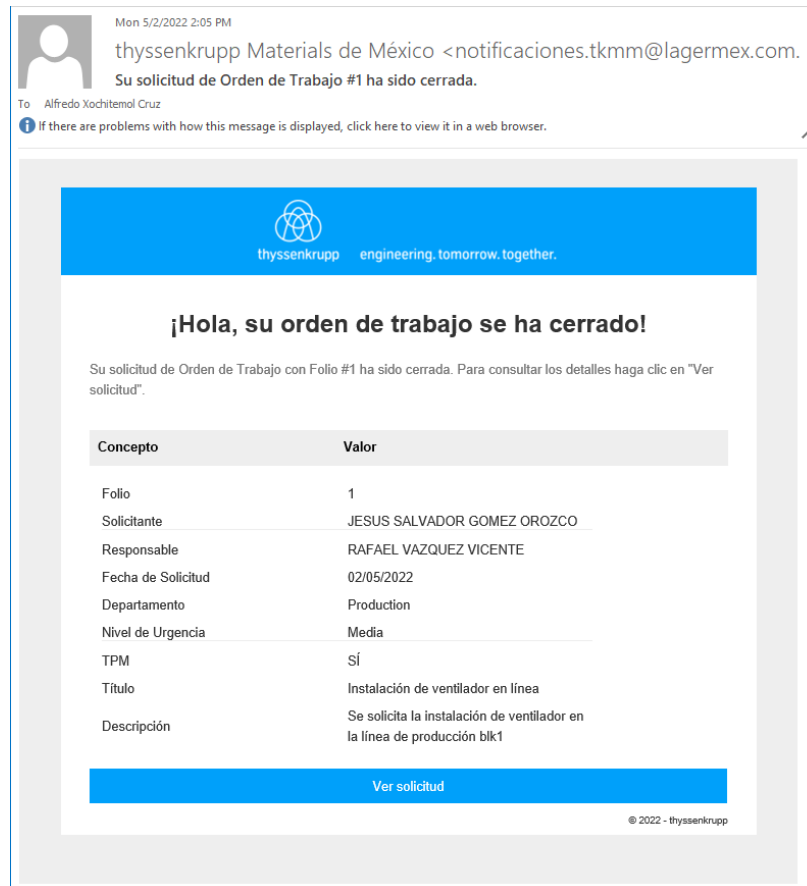 Mon 5/2/2022 2:05 PM
thyssenkrupp Materials de México <notificaciones.tkmm@lagermex.com.
Su solicitud de Orden de Trabajo #1 ha sido cerrada.
To Alfredo Xochitemol Cruz
If there are problems with how this message is displayed, click here to view it in a web browser.
thyssenkrupp engineering. tomorrow. together.
¡Hola, su orden de trabajo se ha cerrado!
Su solicitud de Orden de Trabajo con Folio #1 ha sido cerrada. Para consultar los detalles haga clic en "Ver
solicitud".
Concepto Valor
Folio 1
Solicitante JESUS SALVADOR GOMEZ OROZCO
Responsable RAFAEL VAZQUEZ VICENTE
Fecha de Solicitud 02/05/2022
Departamento Production
Nivel de Urgencia Media
TPM SÍ
Título Instalación de ventilador en línea
Descripción Se solicita la instalación de ventilador en
la línea de producción blk1
Ver solicitud
© 2022 - thyssenkrupp